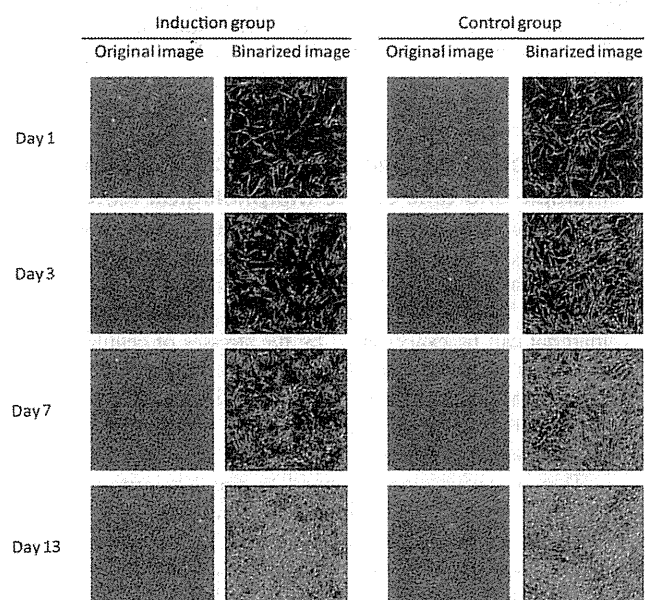 Induction group Control group
Original image Binarized image Original image Binarized image
Day 1
Day 3
Day 7
Day 13